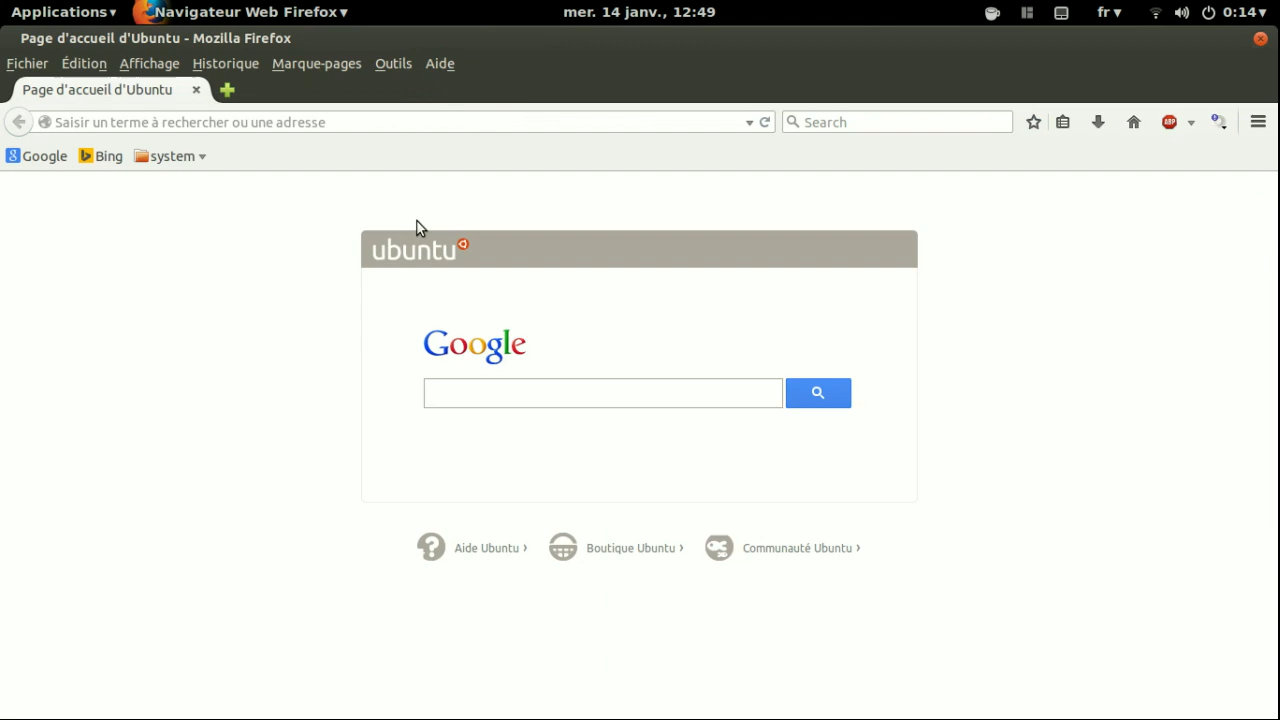 Applications▾ Navigateur Web Firefox▾ mer. 14 janv., 12:49 fr▾ 0:14▾
Page d'accueil d'Ubuntu - Mozilla Firefox
Fichier Édition Affichage Historique Marque-pages Outils Aide
Page d'accueil d'Ubuntu
Saisir un terme à rechercher ou une adresse Search ABP
Google Bing system
ubuntu
Google
Aide Ubuntu › Boutique Ubuntu › Communauté Ubuntu ›